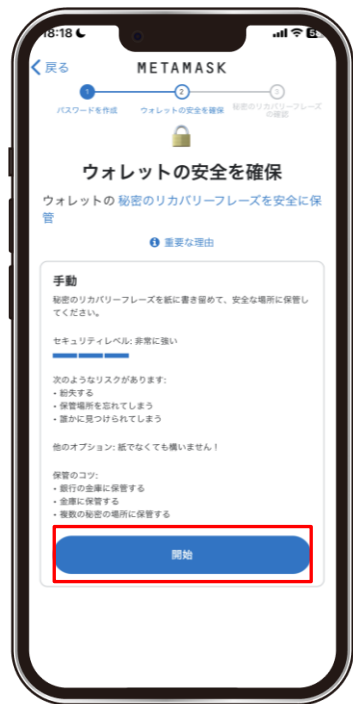 18:18
戻る METAMASK
1 2 3
パスワードを作成 ウォレットの安全を確保 秘密のリカバリーフレーズ
の確認
ウォレットの安全を確保
ウォレットの 秘密のリカバリーフレーズを安全に保
管
重要な理由
手動
秘密のリカバリーフレーズを紙に書き留めて、安全な場所に保管し
てください。
セキュリティレベル: 非常に強い
次のようなリスクがあります:
• 紛失する
• 保管場所を忘れてしまう
• 誰かに見つけられてしまう
他のオプション: 紙でなくても構いません！
保管のコツ:
• 銀行の金庫に保管する
• 金庫に保管する
• 複数の秘密の場所に保管する
開始